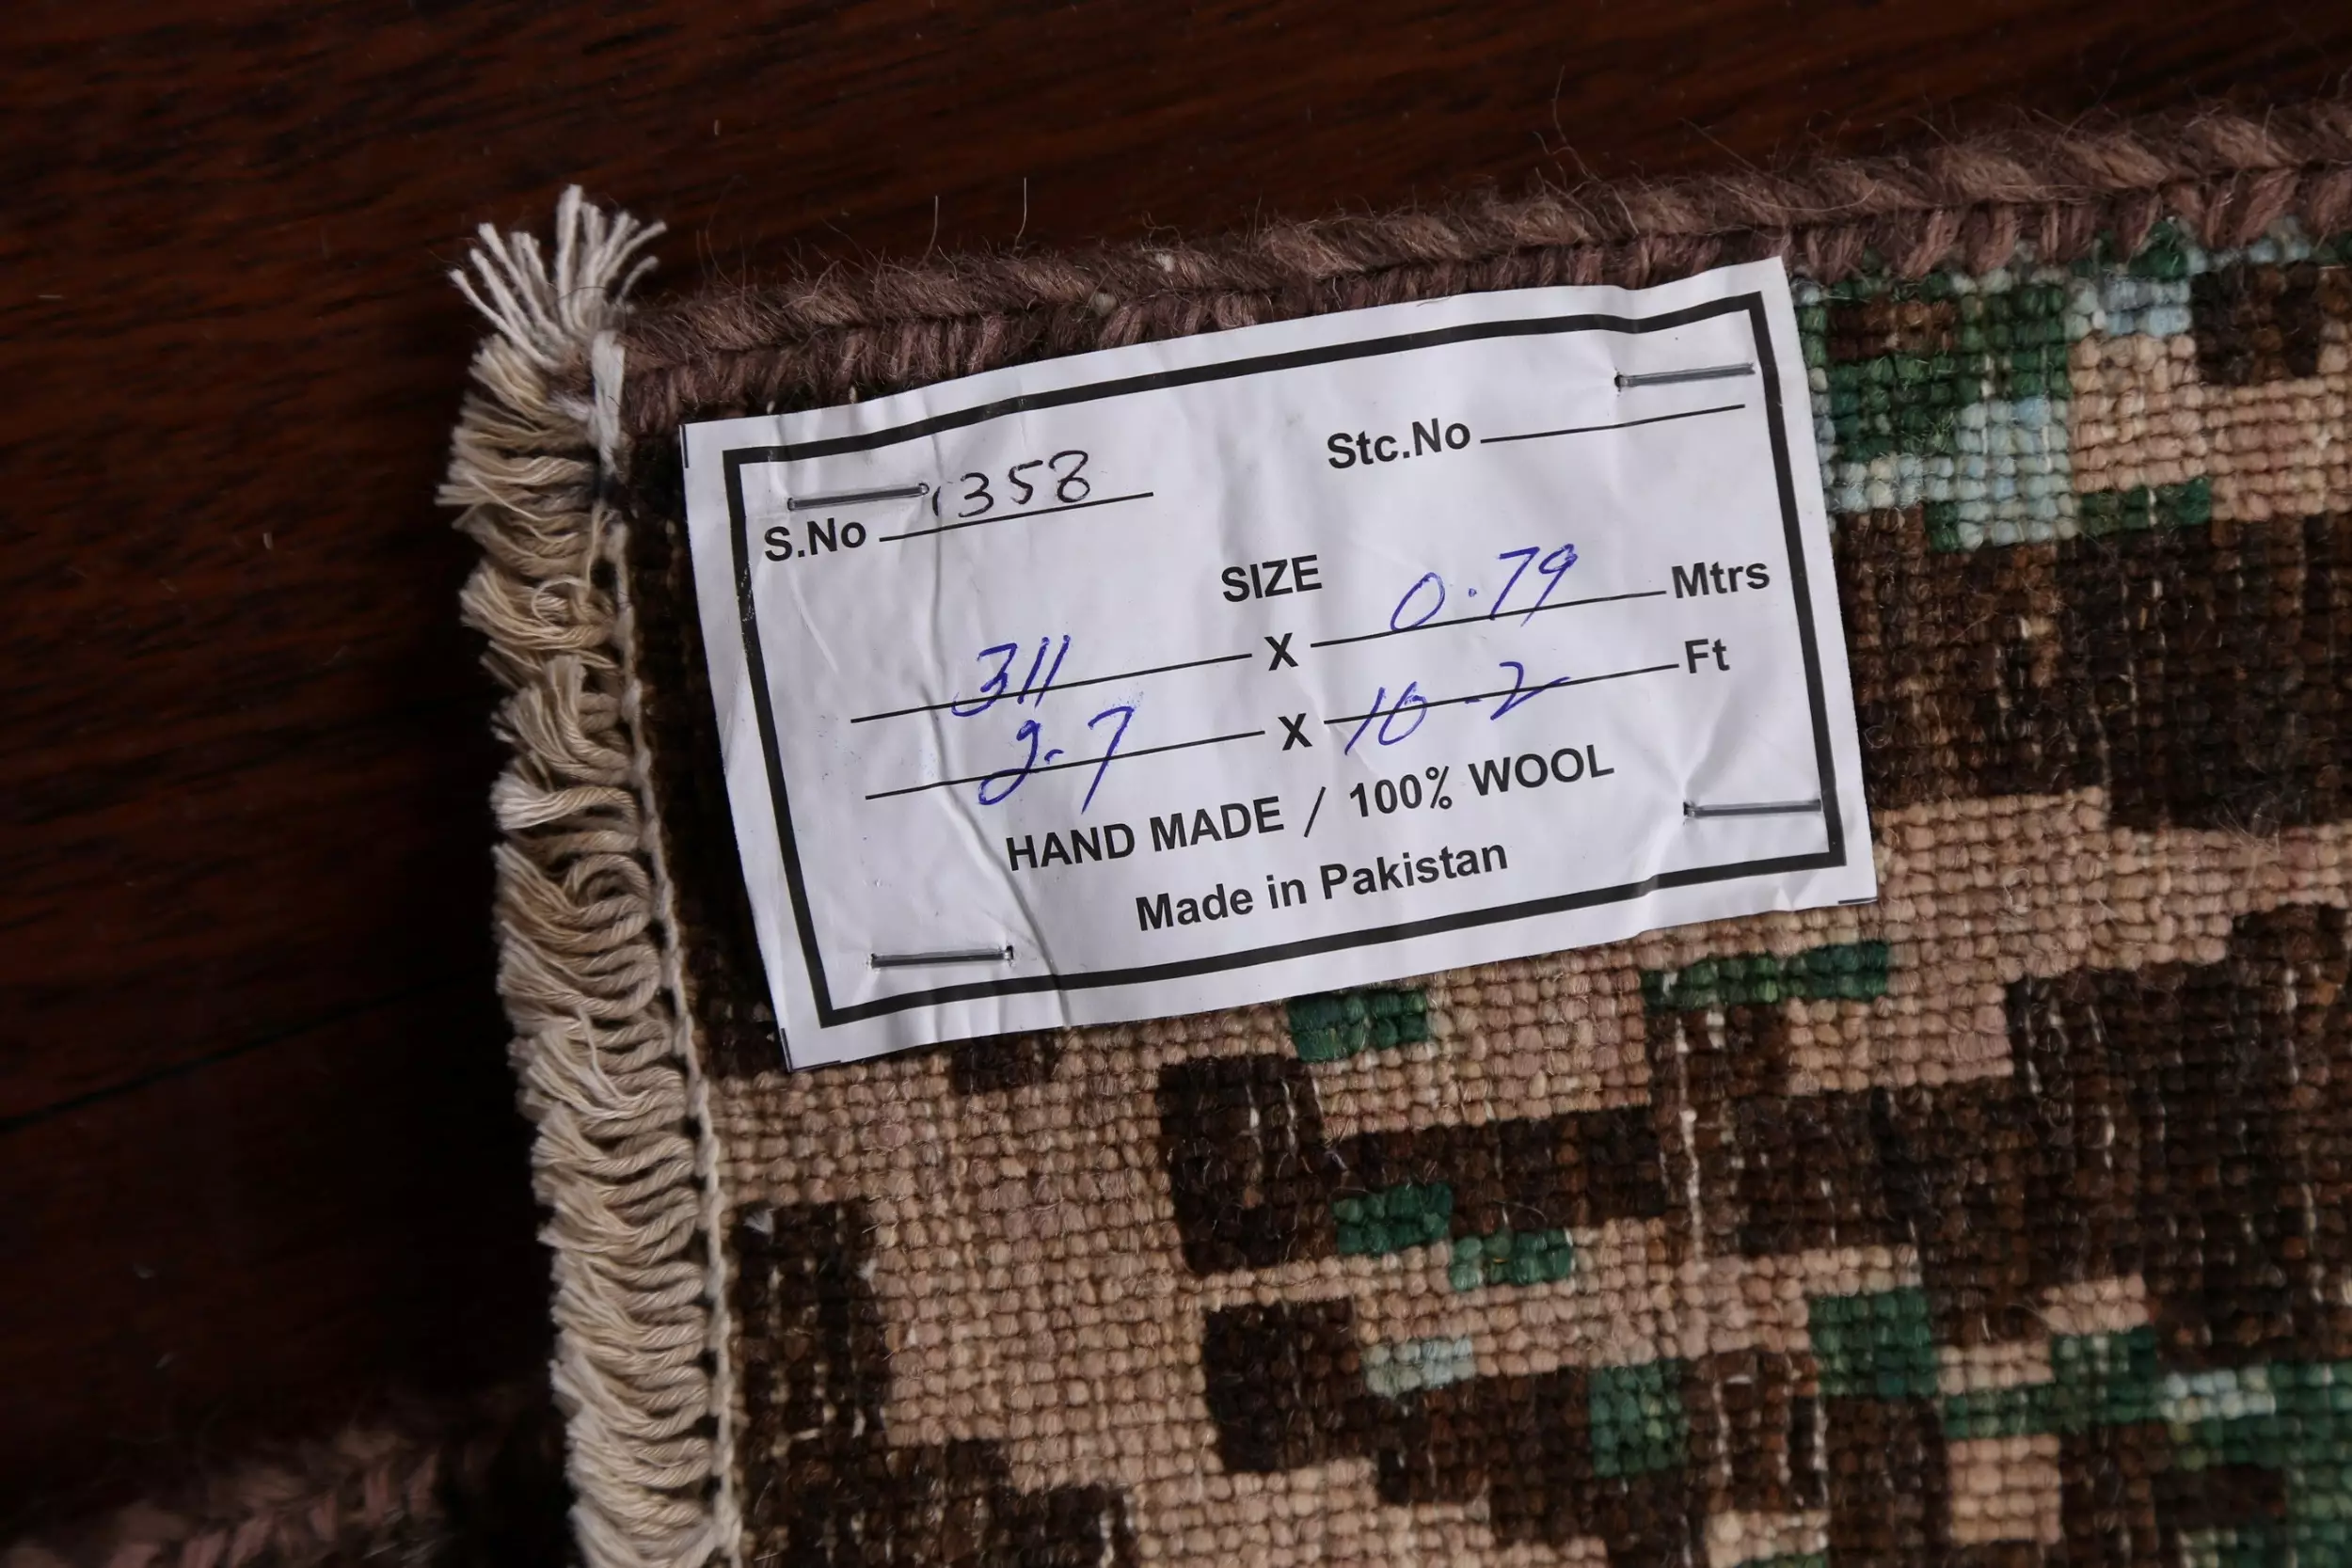 S.No 1358 Stc.No
SIZE
311 X 0.79 Mtrs
2-7 X 10-2 Ft
HAND MADE / 100% WOOL
Made in Pakistan